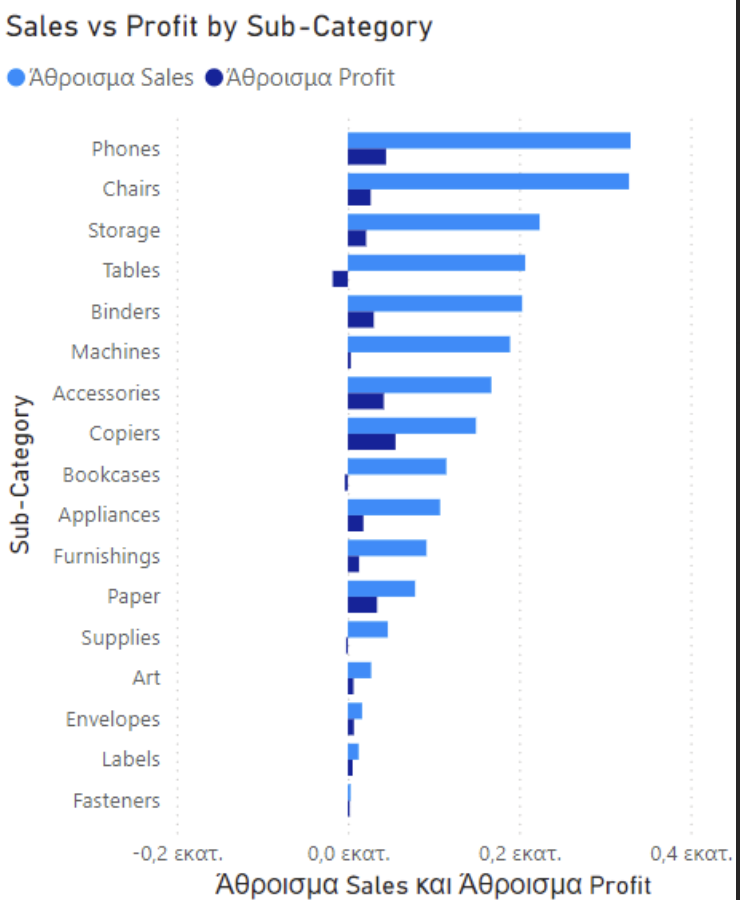 Sales vs Profit by Sub-Category
Άθροισμα Sales Άθροισμα Profit
Phones
Chairs
Storage
Tables
Binders
Machines
Accessories
Copiers
Bookcases
Appliances
Furnishings
Paper
Supplies
Art
Envelopes
Labels
Fasteners
Sub-Category
-0,2 εκατ. 0,0 εκατ. 0,2 εκατ. 0,4 εκατ.
Άθροισμα Sales και Άθροισμα Profit